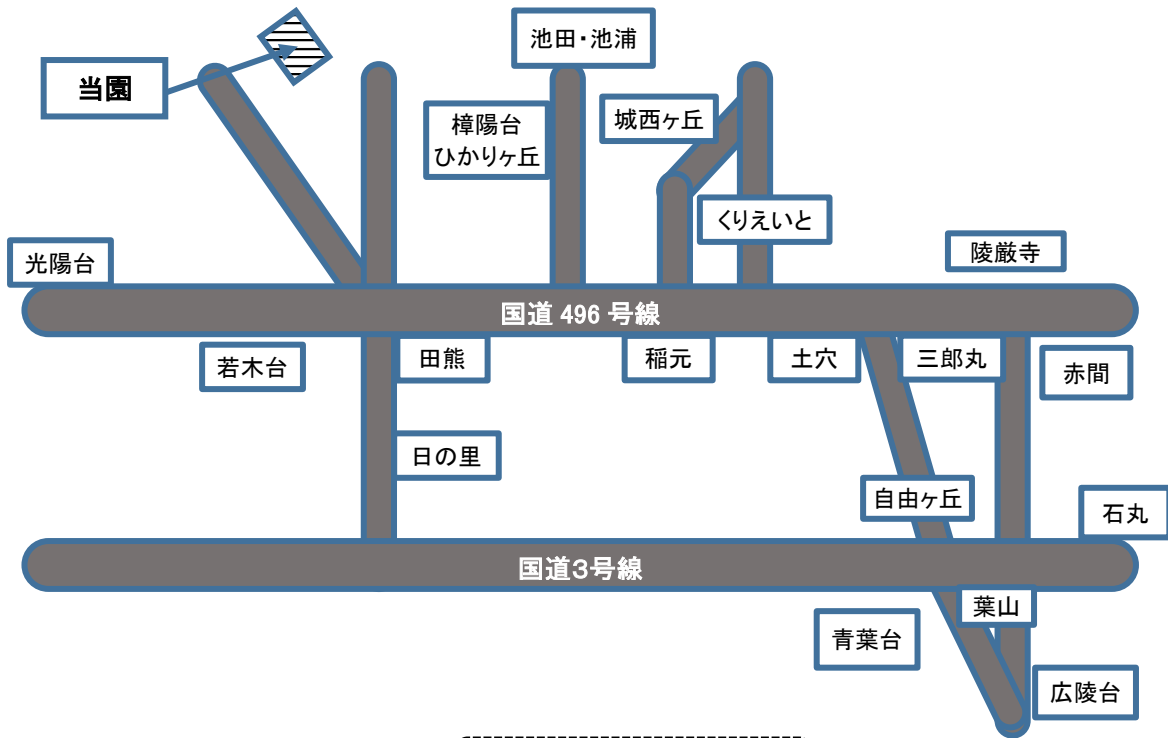 池田・池浦
当園
樟陽台
ひかりヶ丘
城西ヶ丘
くりえいと
陵厳寺
光陽台
国道 496 号線
若木台
田熊
稲元
土穴
三郎丸
赤間
日の里
自由ヶ丘
石丸
国道3号線
葉山
青葉台
広陵台